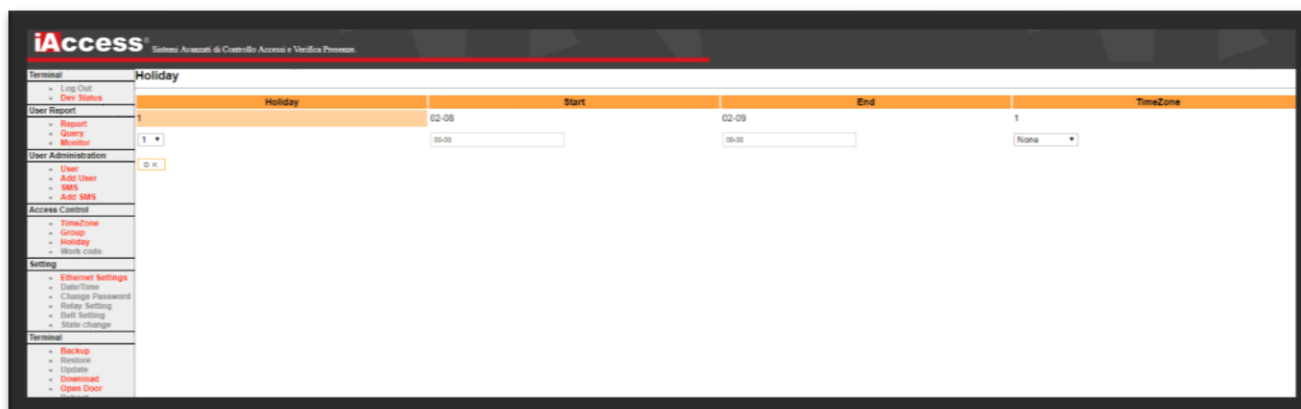 iAccess® Sistemi Avanzati di Controllo Accessi e Verifica Presenze.
Terminal
Log Out
Dev Status
User Report
Report
Query
Monitor
User Administration
User
Add User
SMS
Add SMS
Access Control
TimeZone
Group
Holiday
Work code
Setting
Ethernet Settings
Date/Time
Change Password
Relay Setting
Bell Setting
State change
Terminal
Backup
Restore
Update
Download
Open Door
Holiday
Holiday Start End TimeZone
1 02-08 02-09 1
1 00-00 00-00 None
O K